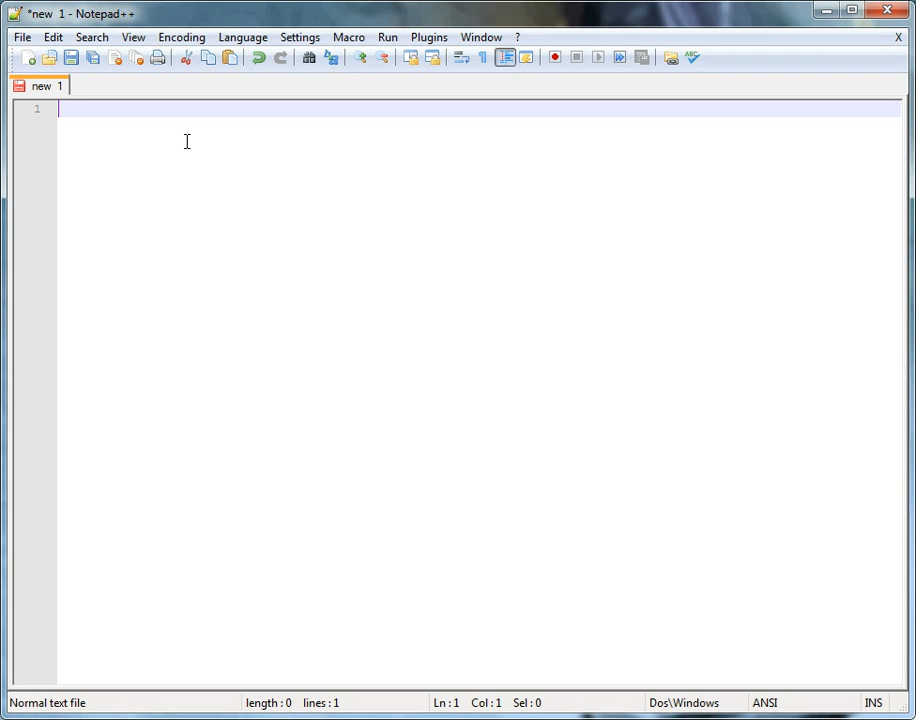 *new 1 - Notepad++
File Edit Search View Encoding Language Settings Macro Run Plugins Window ? X
ABC
new 1
1
Normal text file length : 0 lines : 1 Ln : 1 Col : 1 Sel : 0 Dos\Windows ANSI INS